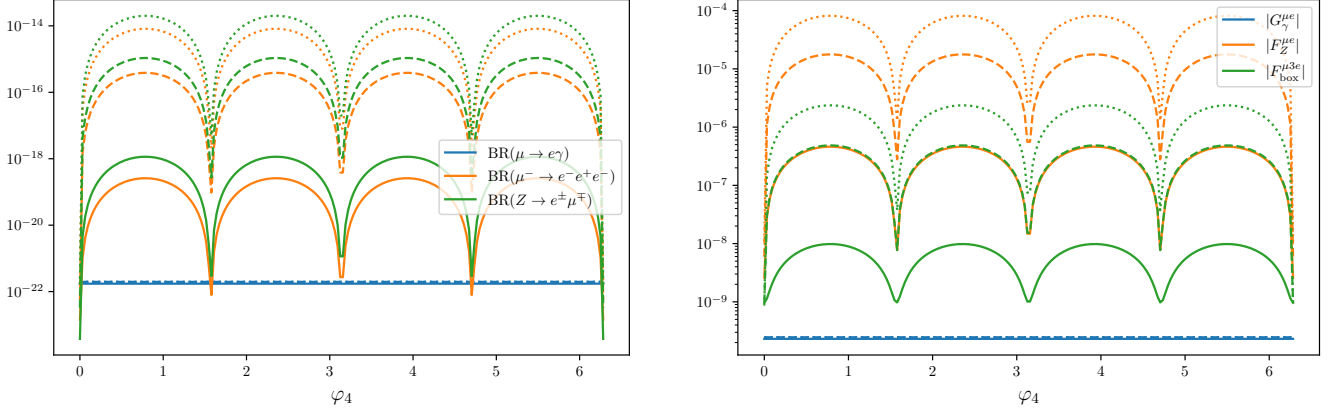 10⁻¹⁴
10⁻¹⁶
10⁻¹⁸
10⁻²⁰
10⁻²²
BR(μ → eγ)
BR(μ⁻ → e⁻e⁺e⁻)
BR(Z → e^±μ^∓)
0 1 2 3 4 5 6
φ₄
10⁻⁴
10⁻⁵
10⁻⁶
10⁻⁷
10⁻⁸
10⁻⁹
|G_γ^{μe}|
|F_Z^{μe}|
|F_box^{μ3e}|
0 1 2 3 4 5 6
φ₄